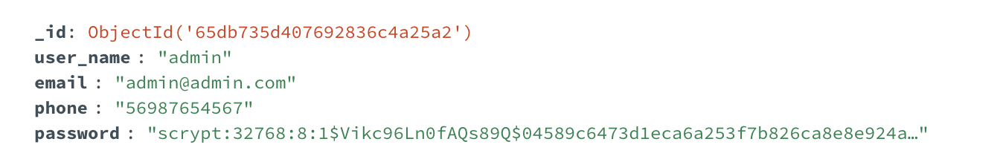 _id: ObjectId('65db735d407692836c4a25a2')
user_name : "admin"
email : "admin@admin.com"
phone : "56987654567"
password : "scrypt:32768:8:1$Vikc96Ln0fAQs89Q$04589c6473d1eca6a253f7b826ca8e8e924a…"